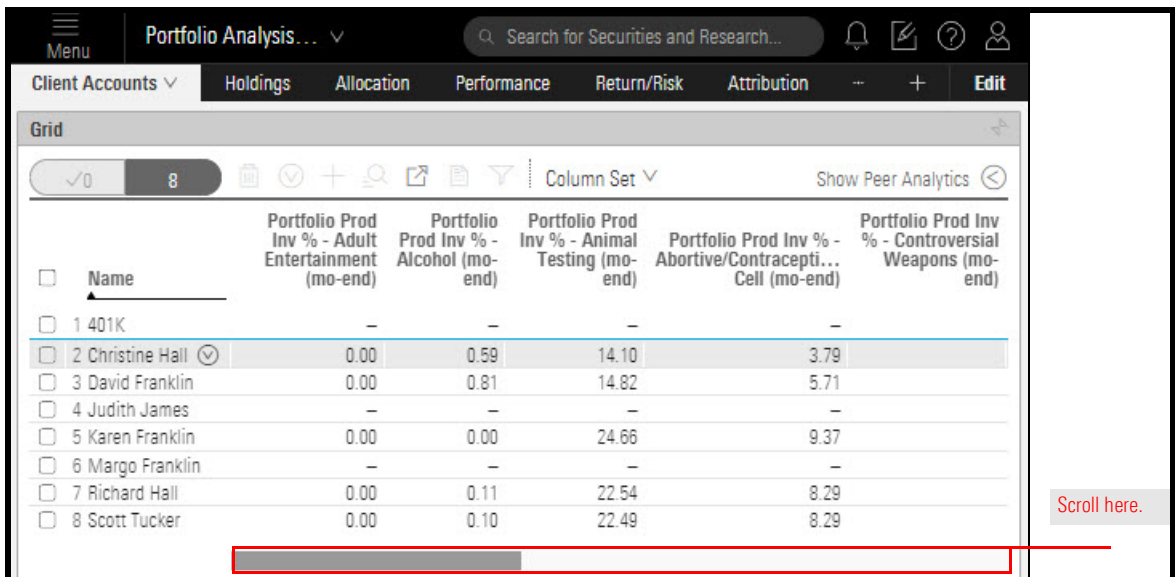 Menu
Portfolio Analysis...
Search for Securities and Research...
Client Accounts Holdings Allocation Performance Return/Risk Attribution ... + Edit
Grid
✓0 8 Column Set Show Peer Analytics
Name
Portfolio Prod
Inv % - Adult
Entertainment
(mo-end)
Portfolio
Prod Inv % -
Alcohol (mo-
end)
Portfolio Prod
Inv % - Animal
Testing (mo-
end)
Portfolio Prod Inv % -
Abortive/Contracepti...
Cell (mo-end)
Portfolio Prod Inv
% - Controversial
Weapons (mo-
end)
1 401K – – – –
2 Christine Hall 0.00 0.59 14.10 3.79
3 David Franklin 0.00 0.81 14.82 5.71
4 Judith James – – – –
5 Karen Franklin 0.00 0.00 24.66 9.37
6 Margo Franklin – – – –
7 Richard Hall 0.00 0.11 22.54 8.29
8 Scott Tucker 0.00 0.10 22.49 8.29
Scroll here.